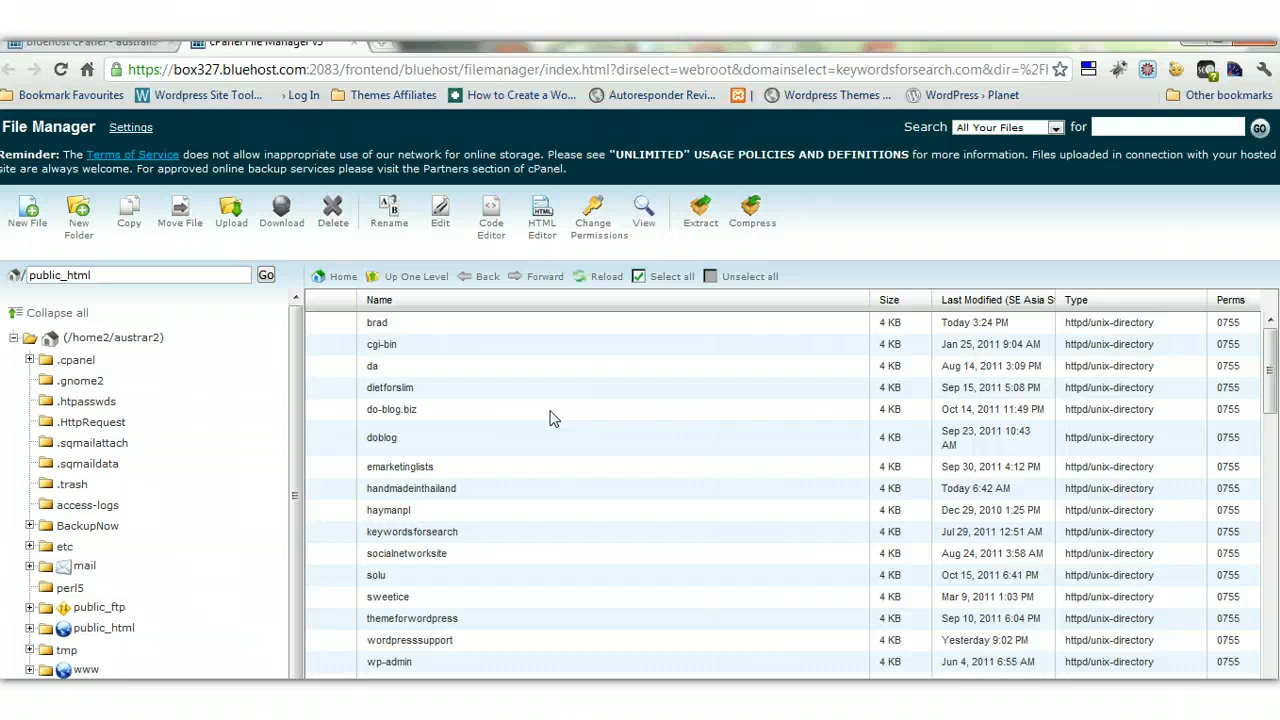 bluehost cPanel - australia
cPanel File Manager v3
https://box327.bluehost.com:2083/frontend/bluehost/filemanager/index.html?dirselect=webroot&domainselect=keywordsforsearch.com&dir=%2Fl
Bookmark Favourites Wordpress Site Tool... › Log In Themes Affiliates How to Create a Wo... Autoresponder Revi... | Wordpress Themes ... WordPress › Planet Other bookmarks
File Manager Settings Search All Your Files for GO
Reminder: The Terms of Service does not allow inappropriate use of our network for online storage. Please see "UNLIMITED" USAGE POLICIES AND DEFINITIONS for more information. Files uploaded in connection with your hosted
site are always welcome. For approved online backup services please visit the Partners section of cPanel.
New File New Folder Copy Move File Upload Download Delete Rename Edit Code Editor HTML Editor Change Permissions View Extract Compress
/ public_html Go Home Up One Level Back Forward Reload Select all Unselect all
Collapse all
(/home2/austrar2)
.cpanel
.gnome2
.htpasswds
.HttpRequest
.sqmailattach
.sqmaildata
.trash
access-logs
BackupNow
etc
mail
perl5
public_ftp
public_html
tmp
www
Name Size Last Modified (SE Asia S Type Perms
brad 4 KB Today 3:24 PM httpd/unix-directory 0755
cgi-bin 4 KB Jan 25, 2011 9:04 AM httpd/unix-directory 0755
da 4 KB Aug 14, 2011 3:09 PM httpd/unix-directory 0755
dietforslim 4 KB Sep 15, 2011 5:08 PM httpd/unix-directory 0755
do-blog.biz 4 KB Oct 14, 2011 11:49 PM httpd/unix-directory 0755
doblog 4 KB Sep 23, 2011 10:43 AM httpd/unix-directory 0755
emarketinglists 4 KB Sep 30, 2011 4:12 PM httpd/unix-directory 0755
handmadeinthailand 4 KB Today 6:42 AM httpd/unix-directory 0755
haymanpl 4 KB Dec 29, 2010 1:25 PM httpd/unix-directory 0755
keywordsforsearch 4 KB Jul 29, 2011 12:51 AM httpd/unix-directory 0755
socialnetworksite 4 KB Aug 24, 2011 3:58 AM httpd/unix-directory 0755
solu 4 KB Oct 15, 2011 6:41 PM httpd/unix-directory 0755
sweetice 4 KB Mar 9, 2011 1:03 PM httpd/unix-directory 0755
themeforwordpress 4 KB Sep 10, 2011 6:04 PM httpd/unix-directory 0755
wordpresssupport 4 KB Yesterday 9:02 PM httpd/unix-directory 0755
wp-admin 4 KB Jun 4, 2011 6:55 AM httpd/unix-directory 0755